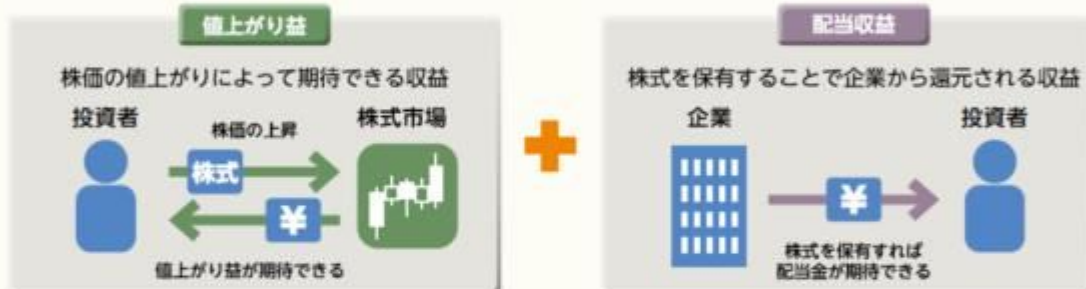 値上がり益
株価の値上がりによって期待できる収益
投資者
株価の上昇
株式市場
株式
¥
値上がり益が期待できる
配当収益
株式を保有することで企業から還元される収益
企業
投資者
¥
株式を保有すれば
配当金が期待できる